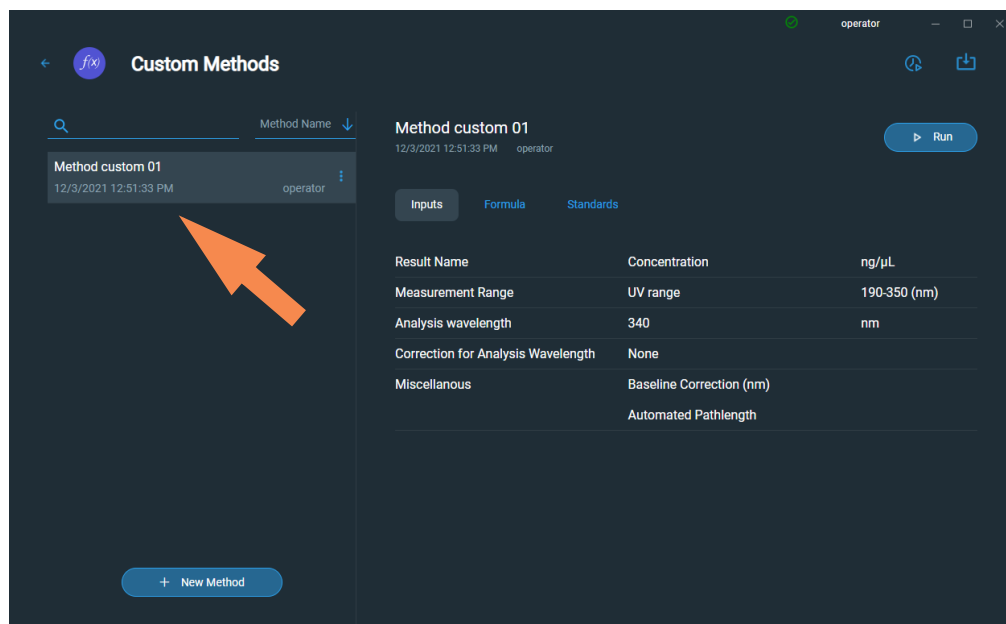 operator
f(x) Custom Methods
Method Name
Method custom 01
12/3/2021 12:51:33 PM operator
New Method
Method custom 01
12/3/2021 12:51:33 PM operator
Run
Inputs Formula Standards
Result Name Concentration ng/µL
Measurement Range UV range 190-350 (nm)
Analysis wavelength 340 nm
Correction for Analysis Wavelength None
Miscellanous Baseline Correction (nm)
Automated Pathlength